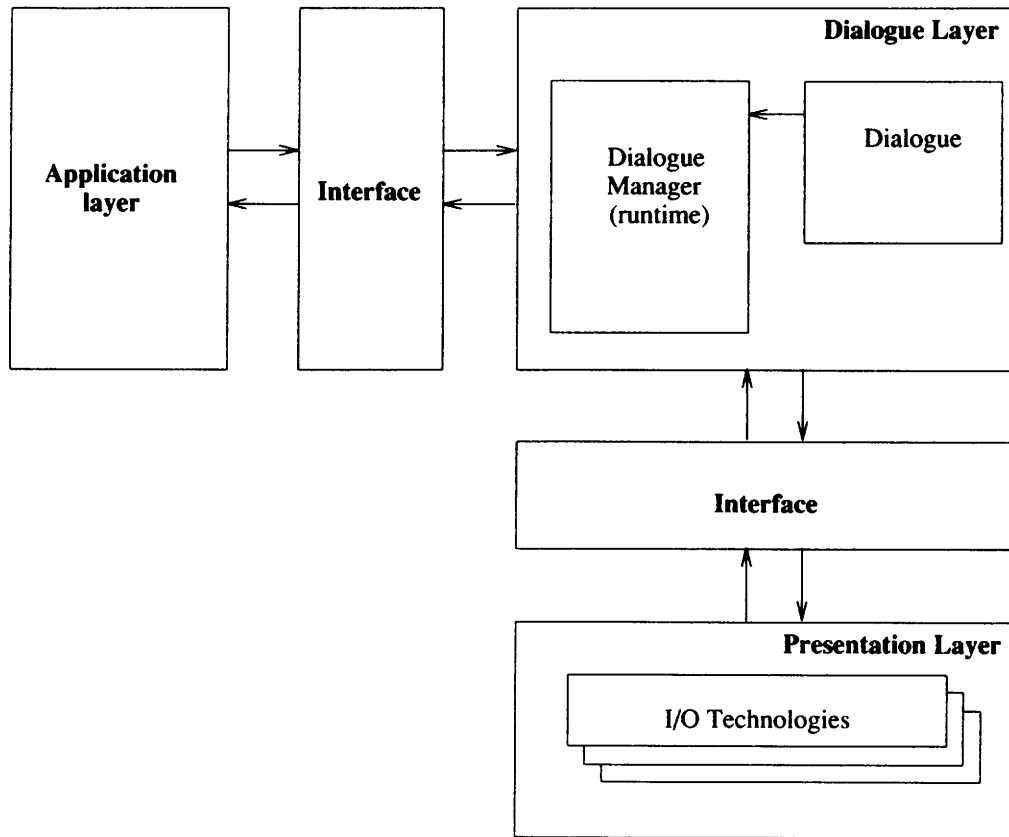 Dialogue Layer
Application
layer
Interface
Dialogue
Manager
(runtime)
Dialogue
Interface
Presentation Layer
I/O Technologies